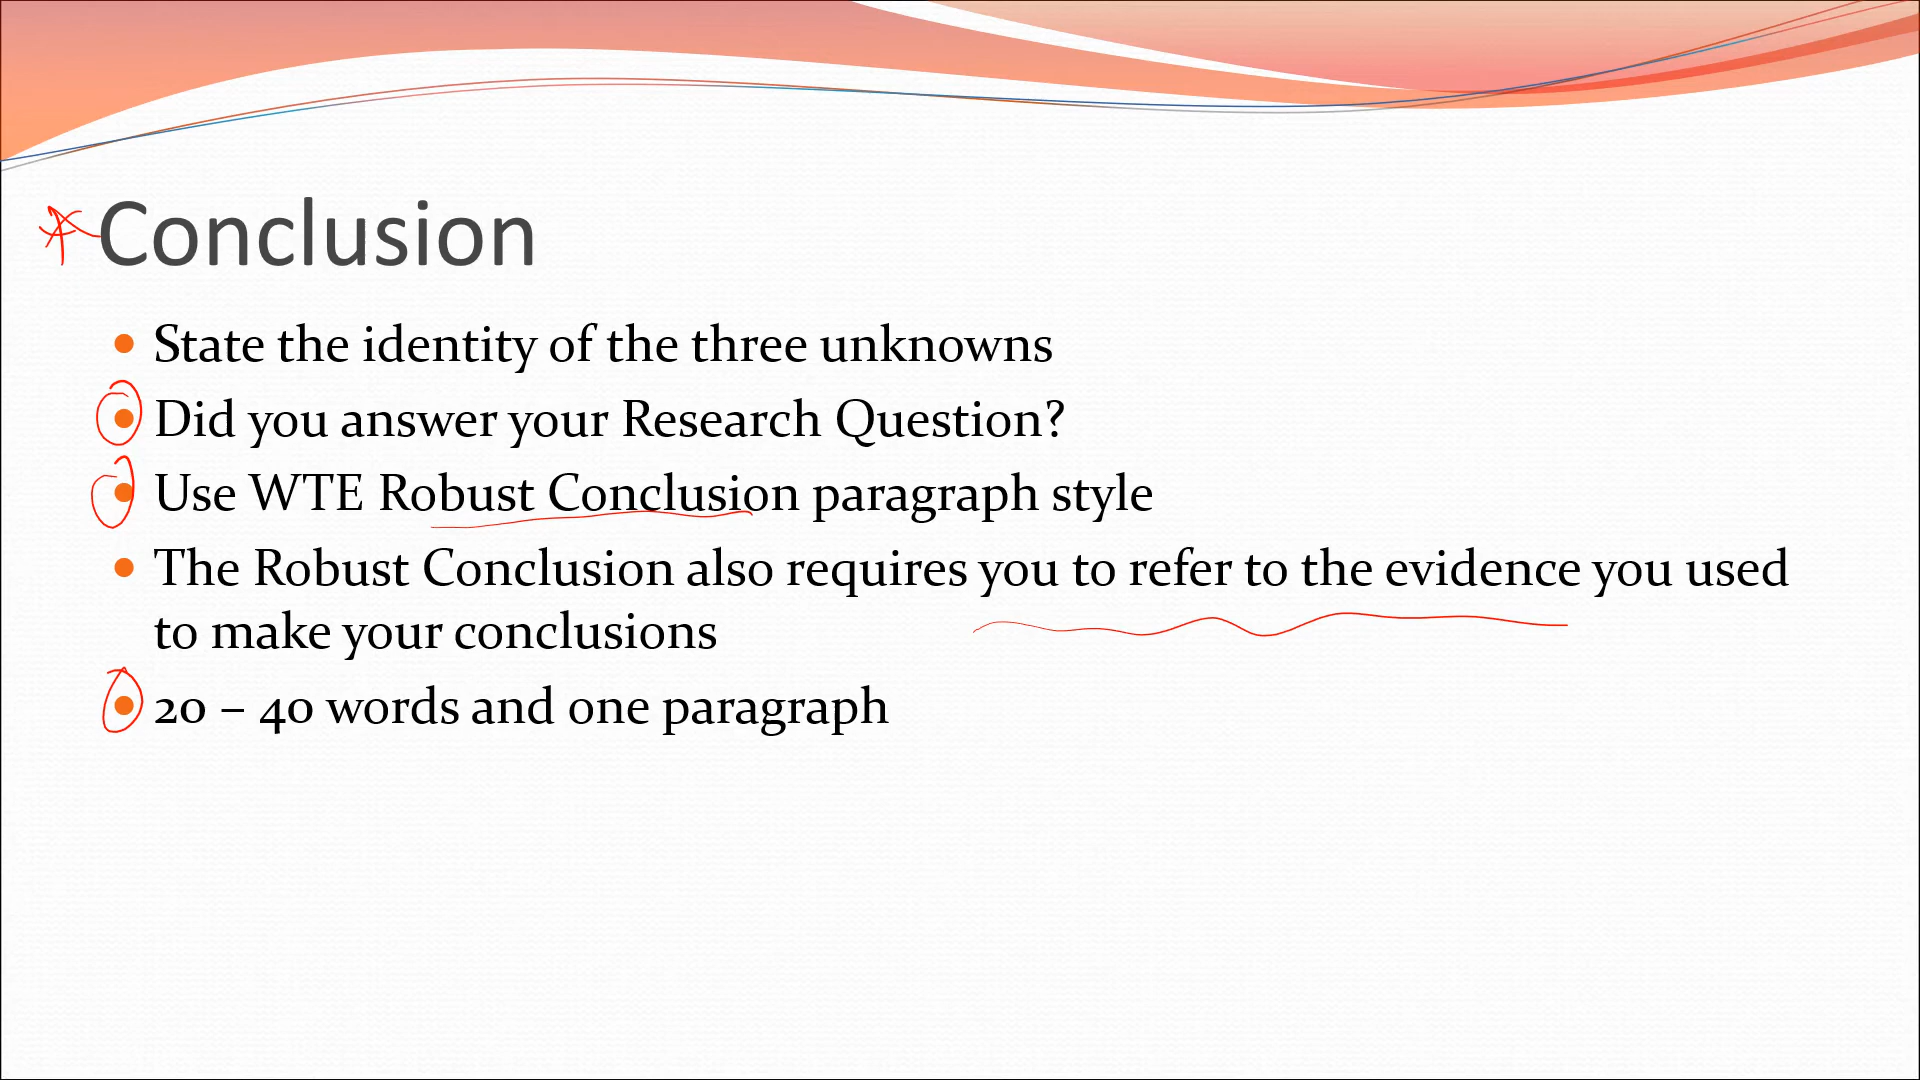 Conclusion
• State the identity of the three unknowns
• Did you answer your Research Question?
• Use WTE Robust Conclusion paragraph style
• The Robust Conclusion also requires you to refer to the evidence you used
to make your conclusions
• 20 – 40 words and one paragraph